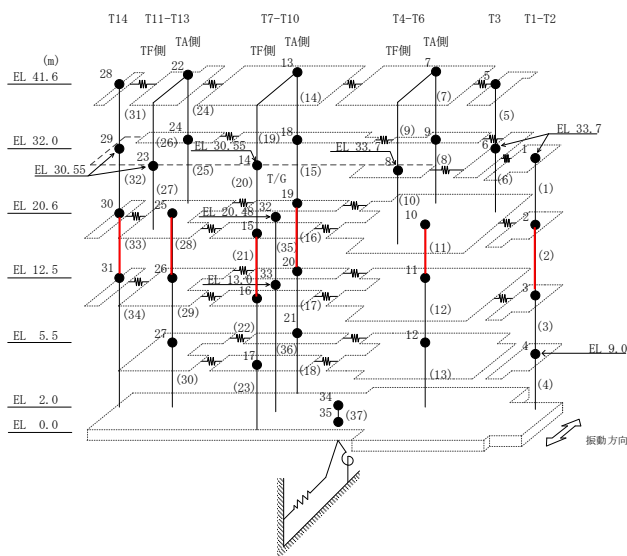 T14 T11-T13 T7-T10 T4-T6 T3 T1-T2
TA側 TA側 TA側
(m) TF側 TF側 TF側
EL 41.6 28 22 13 7 5
(31) (24) (14) (7) (5)
EL 32.0 29 24 (19) 18 (9) 9 6 1 EL 33.7
(26) EL 30.55 EL 33.7
EL 30.55 23 14 8 (8)
(32) (25) (15) (6) (1)
(27) (20) T/G (10)
EL 20.6 30 25 EL 20.48 32 19 10 2
15
(33) (28) (35) (16) (11) (2)
(21) 20
EL 12.5 31 26 EL 13.0 33 11 3
16
(34) (29) (17) (12) (3)
EL 5.5 27 (22) 21 12 4 EL 9.0
(36)
17 (18)
(30) (23) (13) (4)
EL 2.0 34
EL 0.0 35 (37)
振動方向